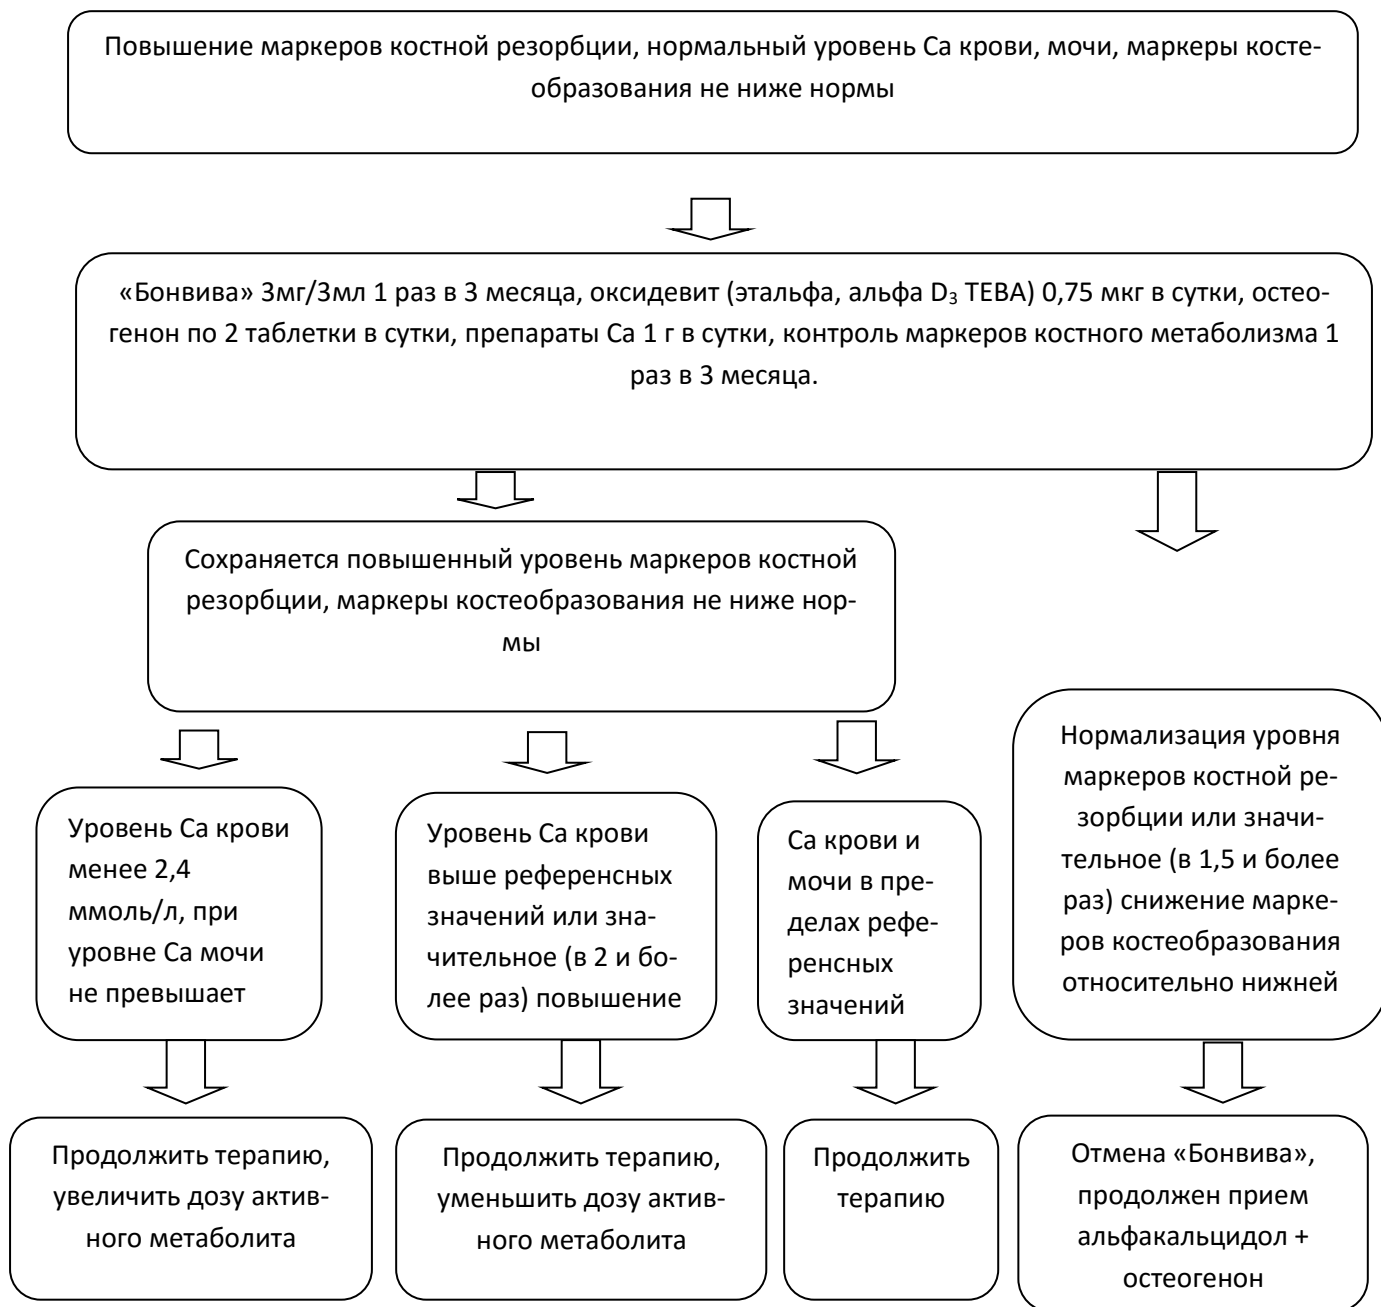 Повышение маркеров костной резорбции, нормальный уровень Са крови, мочи, маркеры косте-
образования не ниже нормы
«Бонвива» 3мг/3мл 1 раз в 3 месяца, оксидевит (этальфа, альфа D₃ ТЕВА) 0,75 мкг в сутки, остео-
генон по 2 таблетки в сутки, препараты Са 1 г в сутки, контроль маркеров костного метаболизма 1
раз в 3 месяца.
Сохраняется повышенный уровень маркеров костной
резорбции, маркеры костеобразования не ниже нор-
мы
Уровень Са крови
менее 2,4
ммоль/л, при
уровне Са мочи
не превышает
Уровень Са крови
выше референсных
значений или зна-
чительное (в 2 и бо-
лее раз) повышение
Са крови и
мочи в пре-
делах рефе-
ренсных
значений
Нормализация уровня
маркеров костной ре-
зорбции или значи-
тельное (в 1,5 и более
раз) снижение марке-
ров костеобразования
относительно нижней
Продолжить терапию,
увеличить дозу актив-
ного метаболита
Продолжить терапию,
уменьшить дозу актив-
ного метаболита
Продолжить
терапию
Отмена «Бонвива»,
продолжен прием
альфакальцидол +
остеогенон